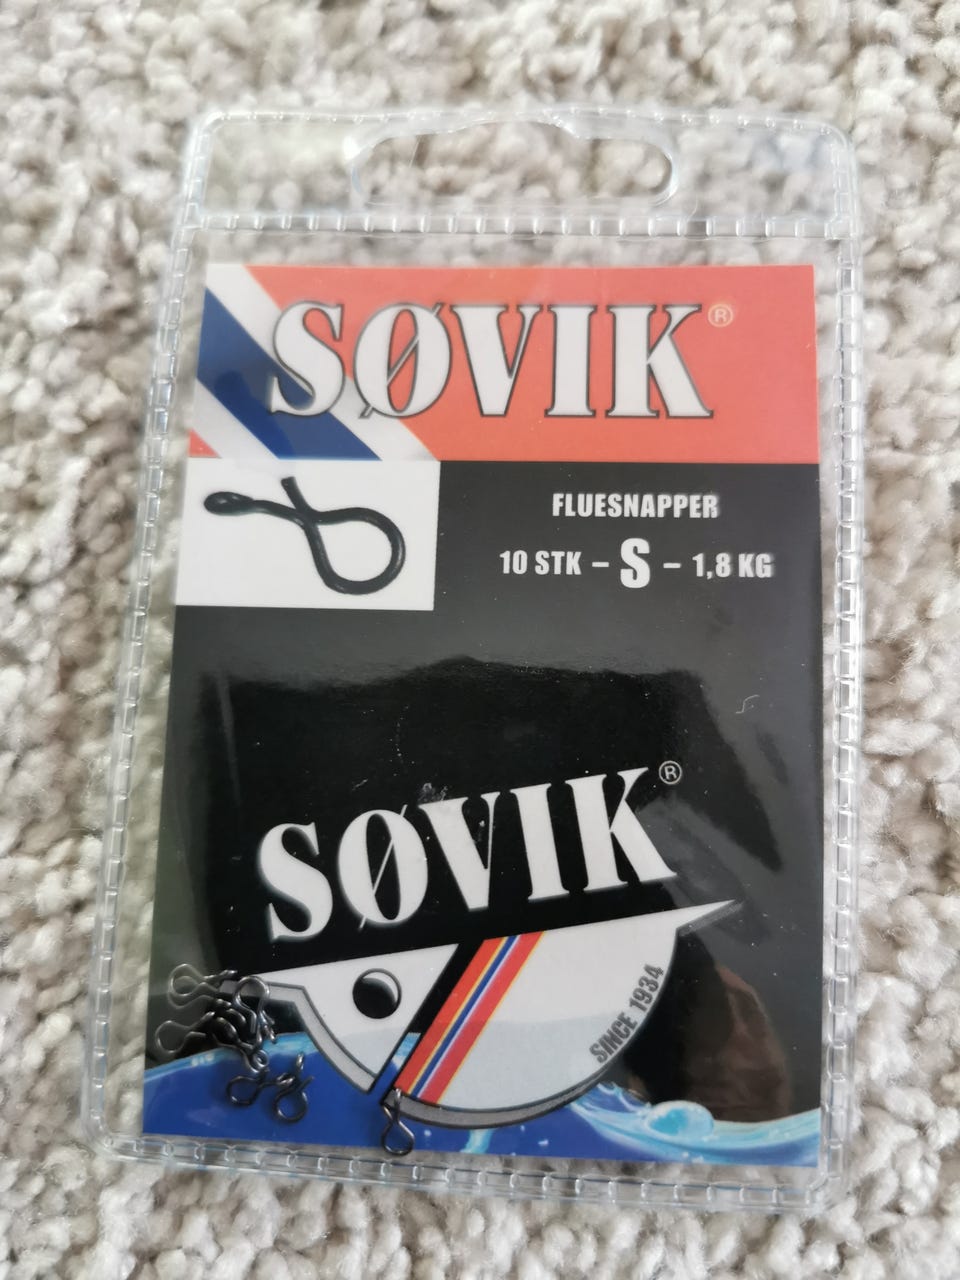 SØVIK®
FLUESNAPPER
10 STK – S – 1,8 KG
SØVIK®
SINCE 1934